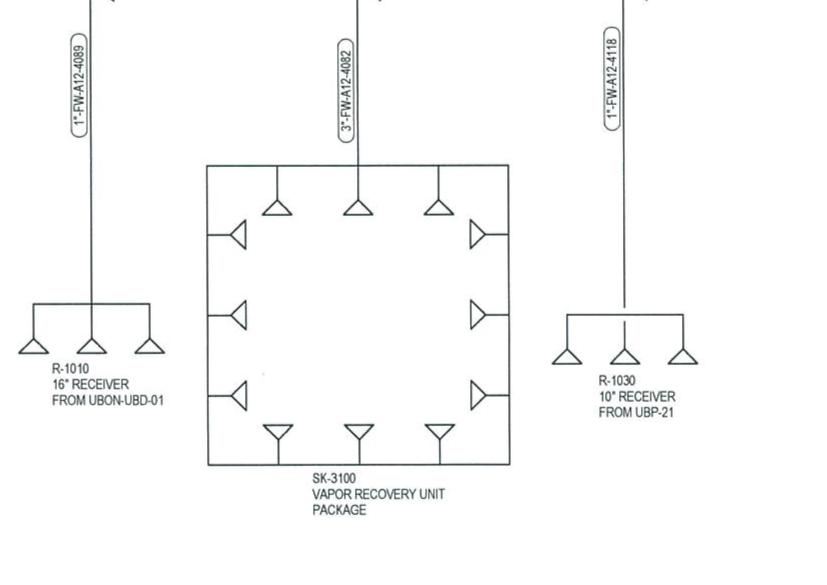 1"-FW-A12-4089
3"-FW-A12-4082
1"-FW-A12-4118
R-1010
16" RECEIVER
FROM UBON-UBD-01
R-1030
10" RECEIVER
FROM UBP-21
SK-3100
VAPOR RECOVERY UNIT
PACKAGE